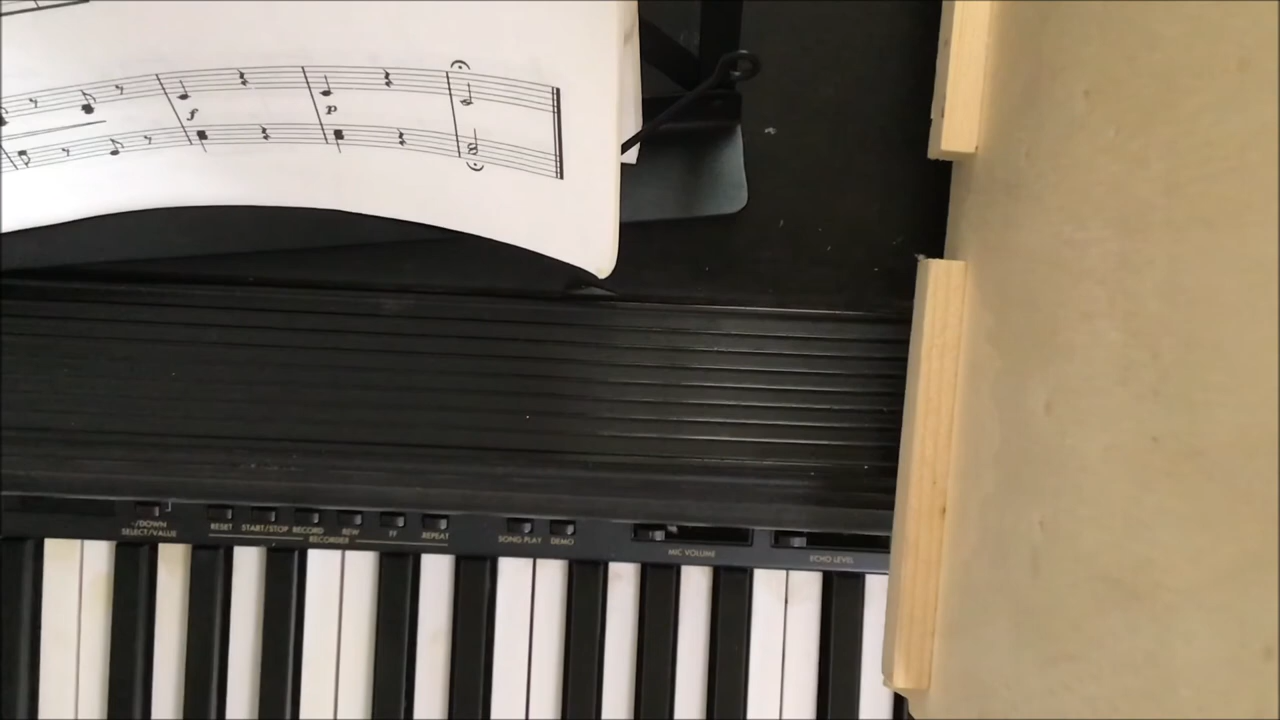 f p
-/DOWN
SELECT/VALUE
RESET START/STOP RECORD REW FF REPEAT
RECORDER
SONG PLAY DEMO
MIC VOLUME
ECHO LEVEL